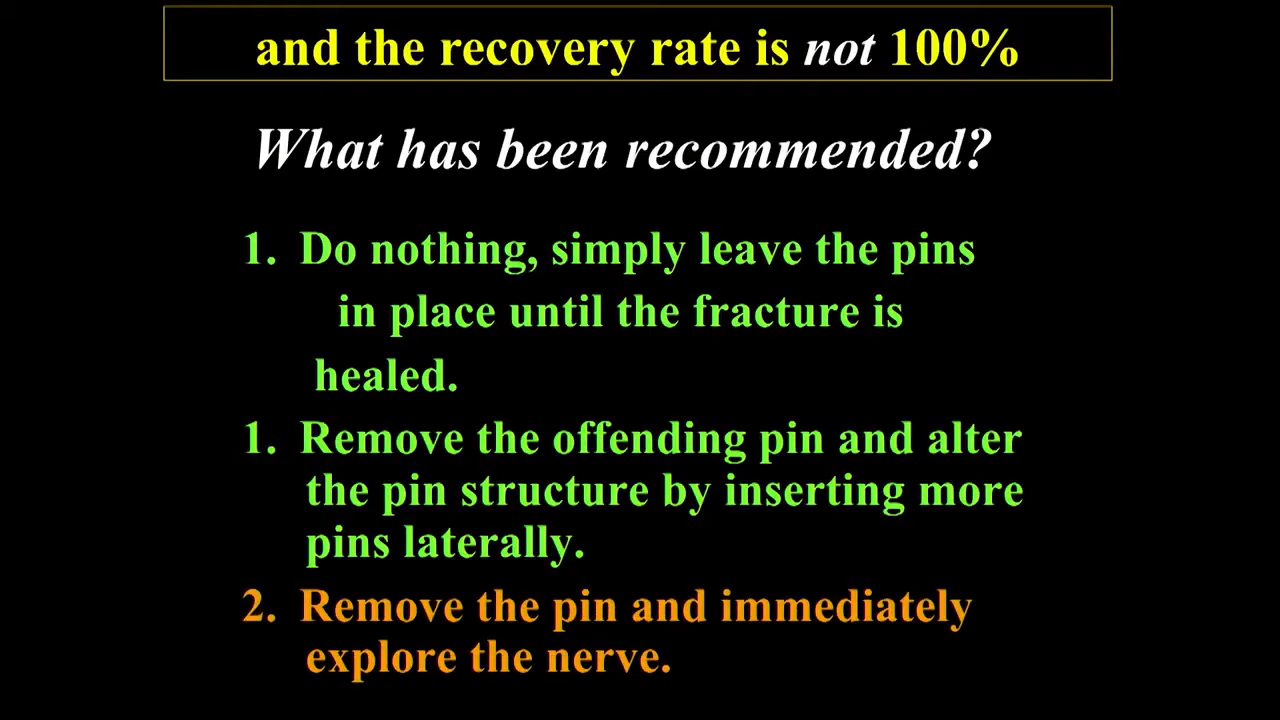 and the recovery rate is not 100%
What has been recommended?
1. Do nothing, simply leave the pins
in place until the fracture is
healed.
1. Remove the offending pin and alter
the pin structure by inserting more
pins laterally.
2. Remove the pin and immediately
explore the nerve.